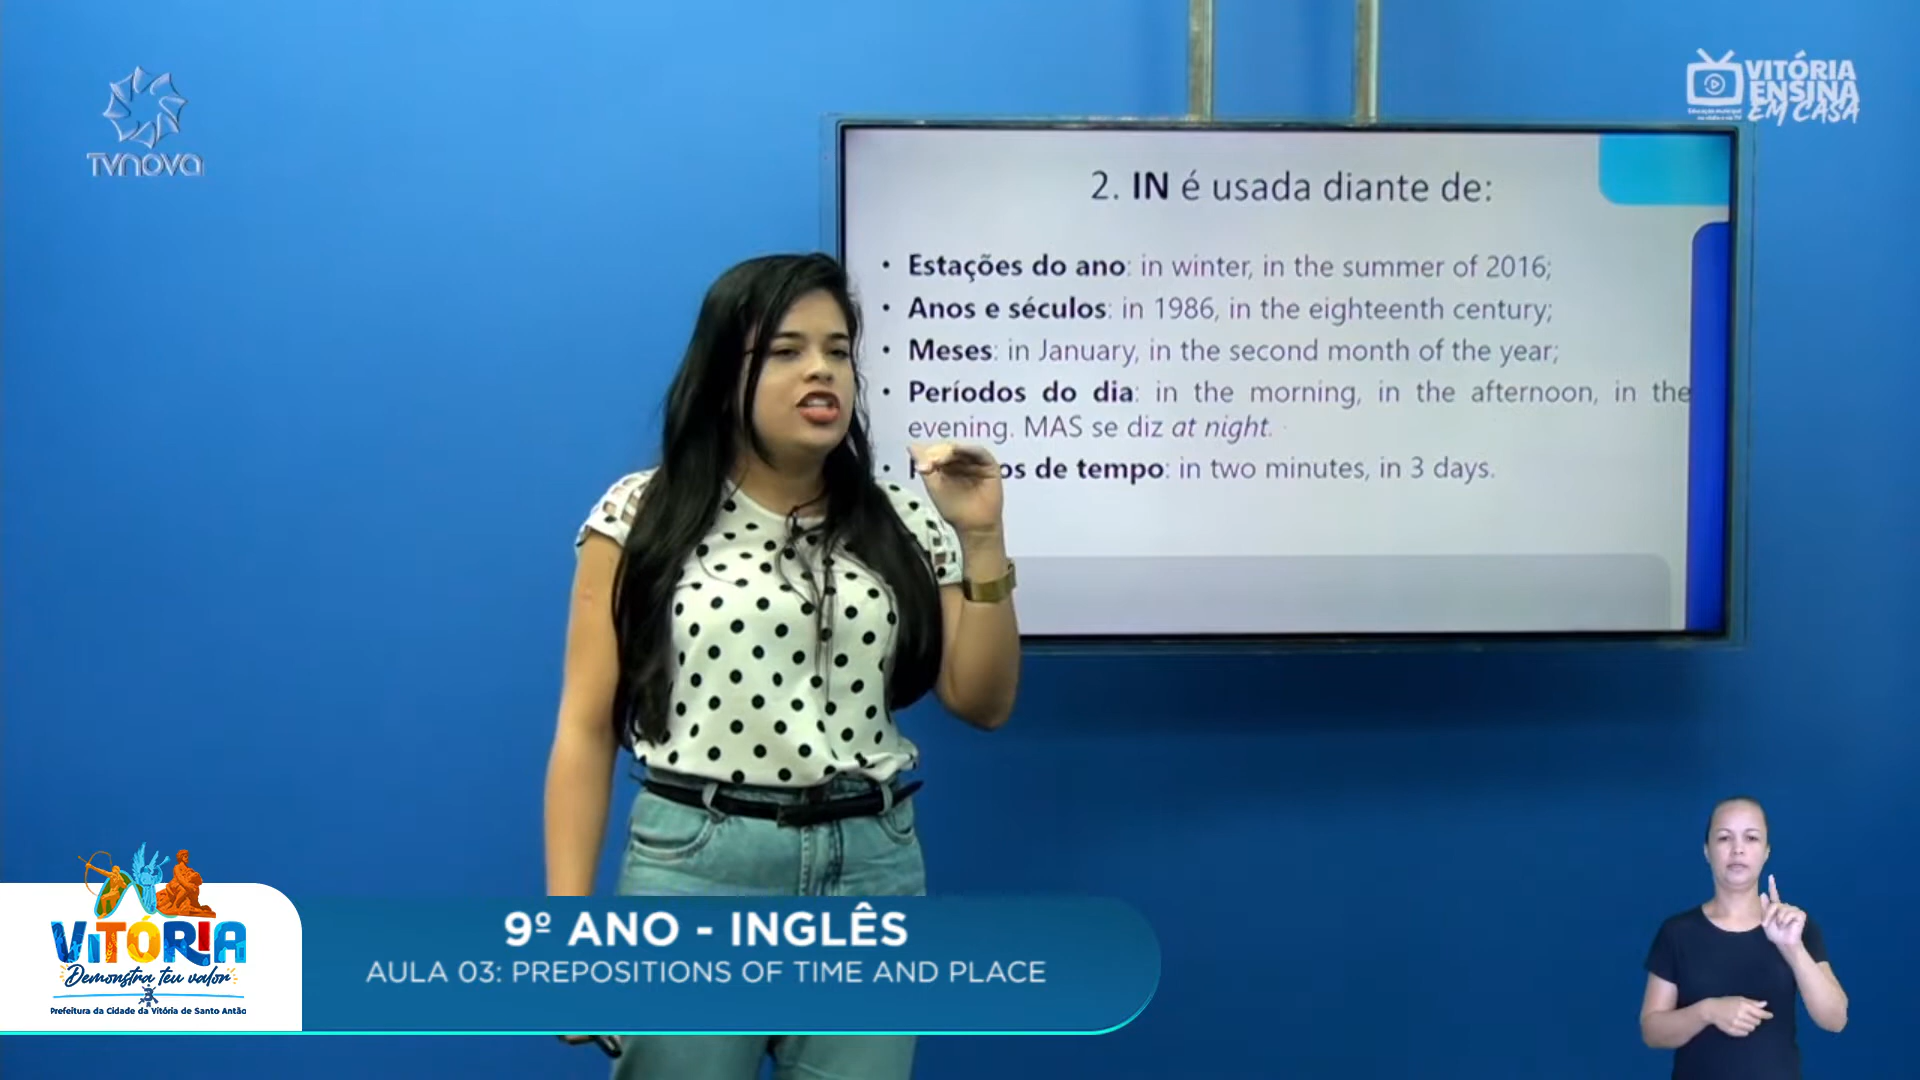 TVNOVA
VITÓRIA
ENSINA
EM CASA
2. IN é usada diante de:
• Estações do ano: in winter, in the summer of 2016;
• Anos e séculos: in 1986, in the eighteenth century;
• Meses: in January, in the second month of the year;
• Períodos do dia: in the morning, in the afternoon, in the
evening. MAS se diz at night.
• de tempo: in two minutes, in 3 days.
VITÓRIA
Demonstra teu valor
Prefeitura da Cidade da Vitória de Santo Antão
9º ANO - INGLÊS
AULA 03: PREPOSITIONS OF TIME AND PLACE